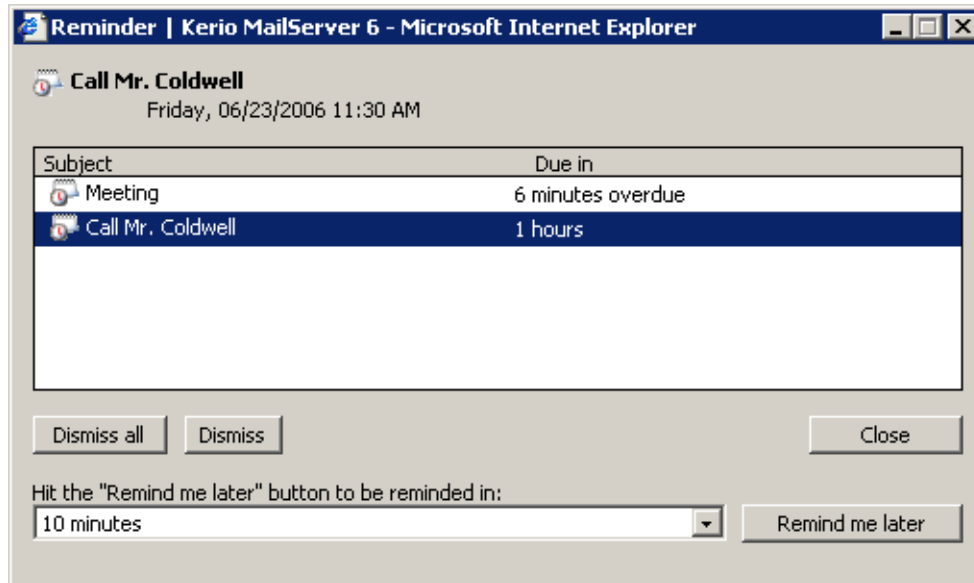 Reminder | Kerio MailServer 6 - Microsoft Internet Explorer
Call Mr. Coldwell
Friday, 06/23/2006 11:30 AM
Subject Due in
Meeting 6 minutes overdue
Call Mr. Coldwell 1 hours
Dismiss all Dismiss Close
Hit the "Remind me later" button to be reminded in:
10 minutes Remind me later